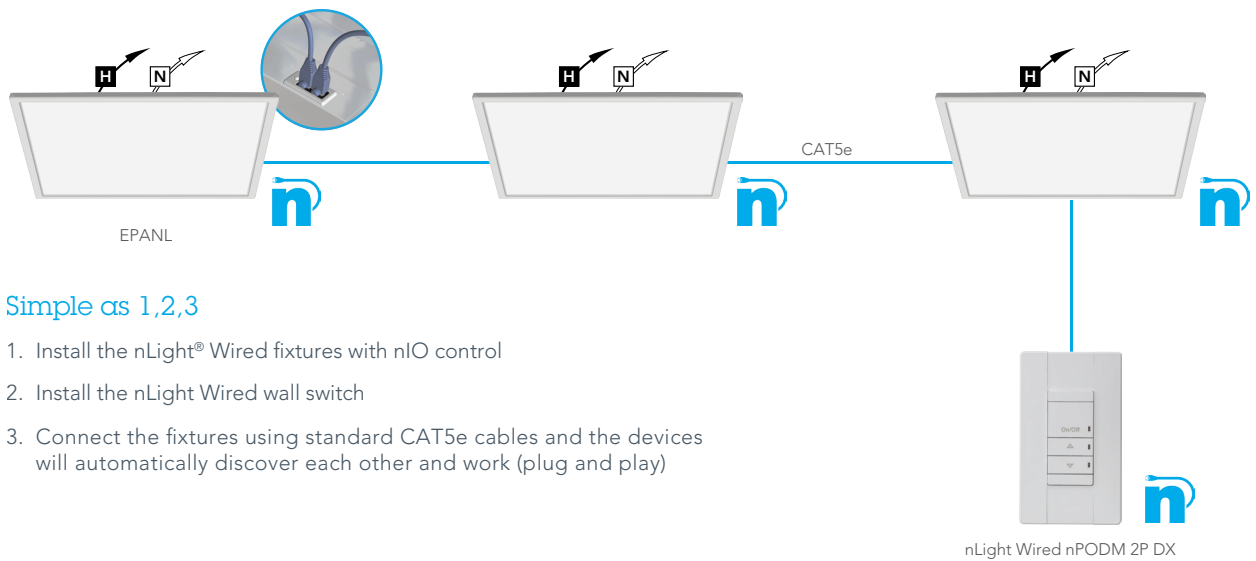 H N
H N
H N
CAT5e
n
n
n
EPANL
Simple as 1,2,3
1. Install the nLight® Wired fixtures with nIO control
2. Install the nLight Wired wall switch
3. Connect the fixtures using standard CAT5e cables and the devices
will automatically discover each other and work (plug and play)
On/Off
n
nLight Wired nPODM 2P DX